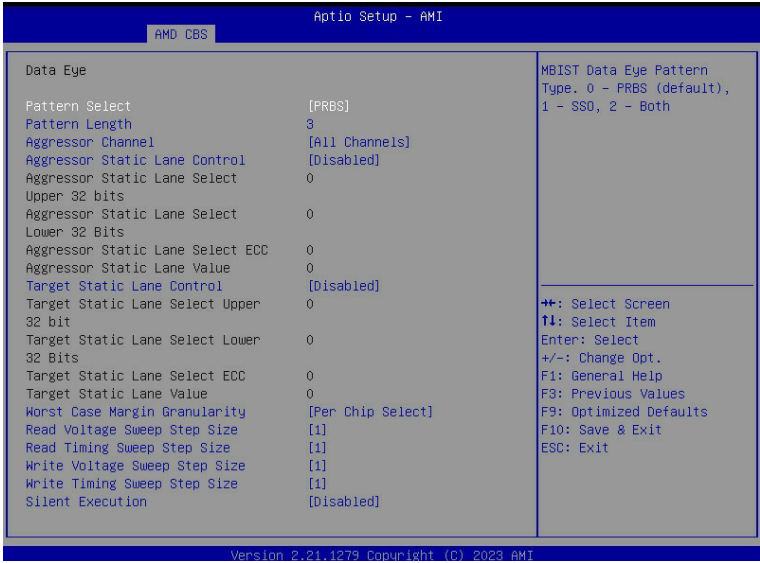 Aptio Setup - AMI
AMD CBS
Data Eye
Pattern Select [PRBS]
Pattern Length 3
Aggressor Channel [All Channels]
Aggressor Static Lane Control [Disabled]
Aggressor Static Lane Select 0
Upper 32 bits
Aggressor Static Lane Select 0
Lower 32 Bits
Aggressor Static Lane Select ECC 0
Aggressor Static Lane Value 0
Target Static Lane Control [Disabled]
Target Static Lane Select Upper 0
32 bit
Target Static Lane Select Lower 0
32 Bits
Target Static Lane Select ECC 0
Target Static Lane Value 0
Worst Case Margin Granularity [Per Chip Select]
Read Voltage Sweep Step Size [1]
Read Timing Sweep Step Size [1]
Write Voltage Sweep Step Size [1]
Write Timing Sweep Step Size [1]
Silent Execution [Disabled]
MBIST Data Eye Pattern
Type. 0 - PRBS (default),
1 - SSO, 2 - Both
→←: Select Screen
↑↓: Select Item
Enter: Select
+/-: Change Opt.
F1: General Help
F3: Previous Values
F9: Optimized Defaults
F10: Save & Exit
ESC: Exit
Version 2.21.1279 Copyright (C) 2023 AMI